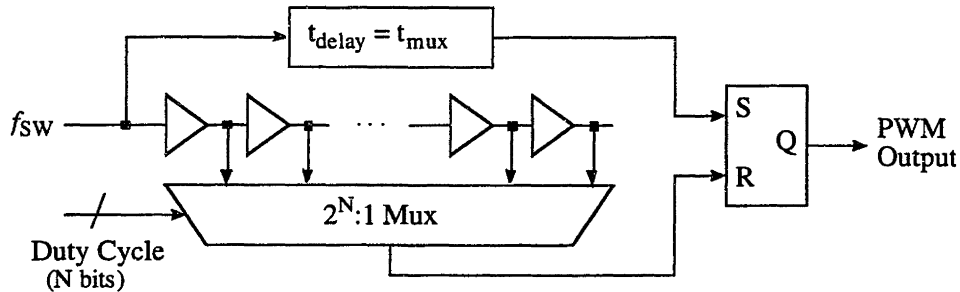 t_delay = t_mux
f_SW
. . .
S
R
Q
PWM
Output
2^N:1 Mux
Duty Cycle
(N bits)